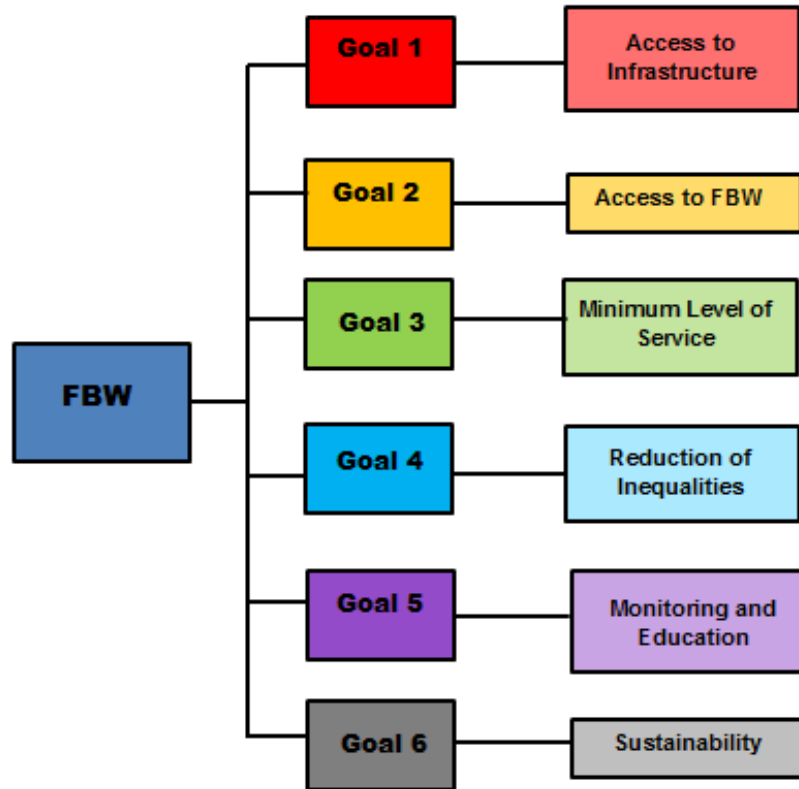 Goal 1
Access to
Infrastructure
Goal 2
Access to FBW
Goal 3
Minimum Level of
Service
FBW
Goal 4
Reduction of
Inequalities
Goal 5
Monitoring and
Education
Goal 6
Sustainability